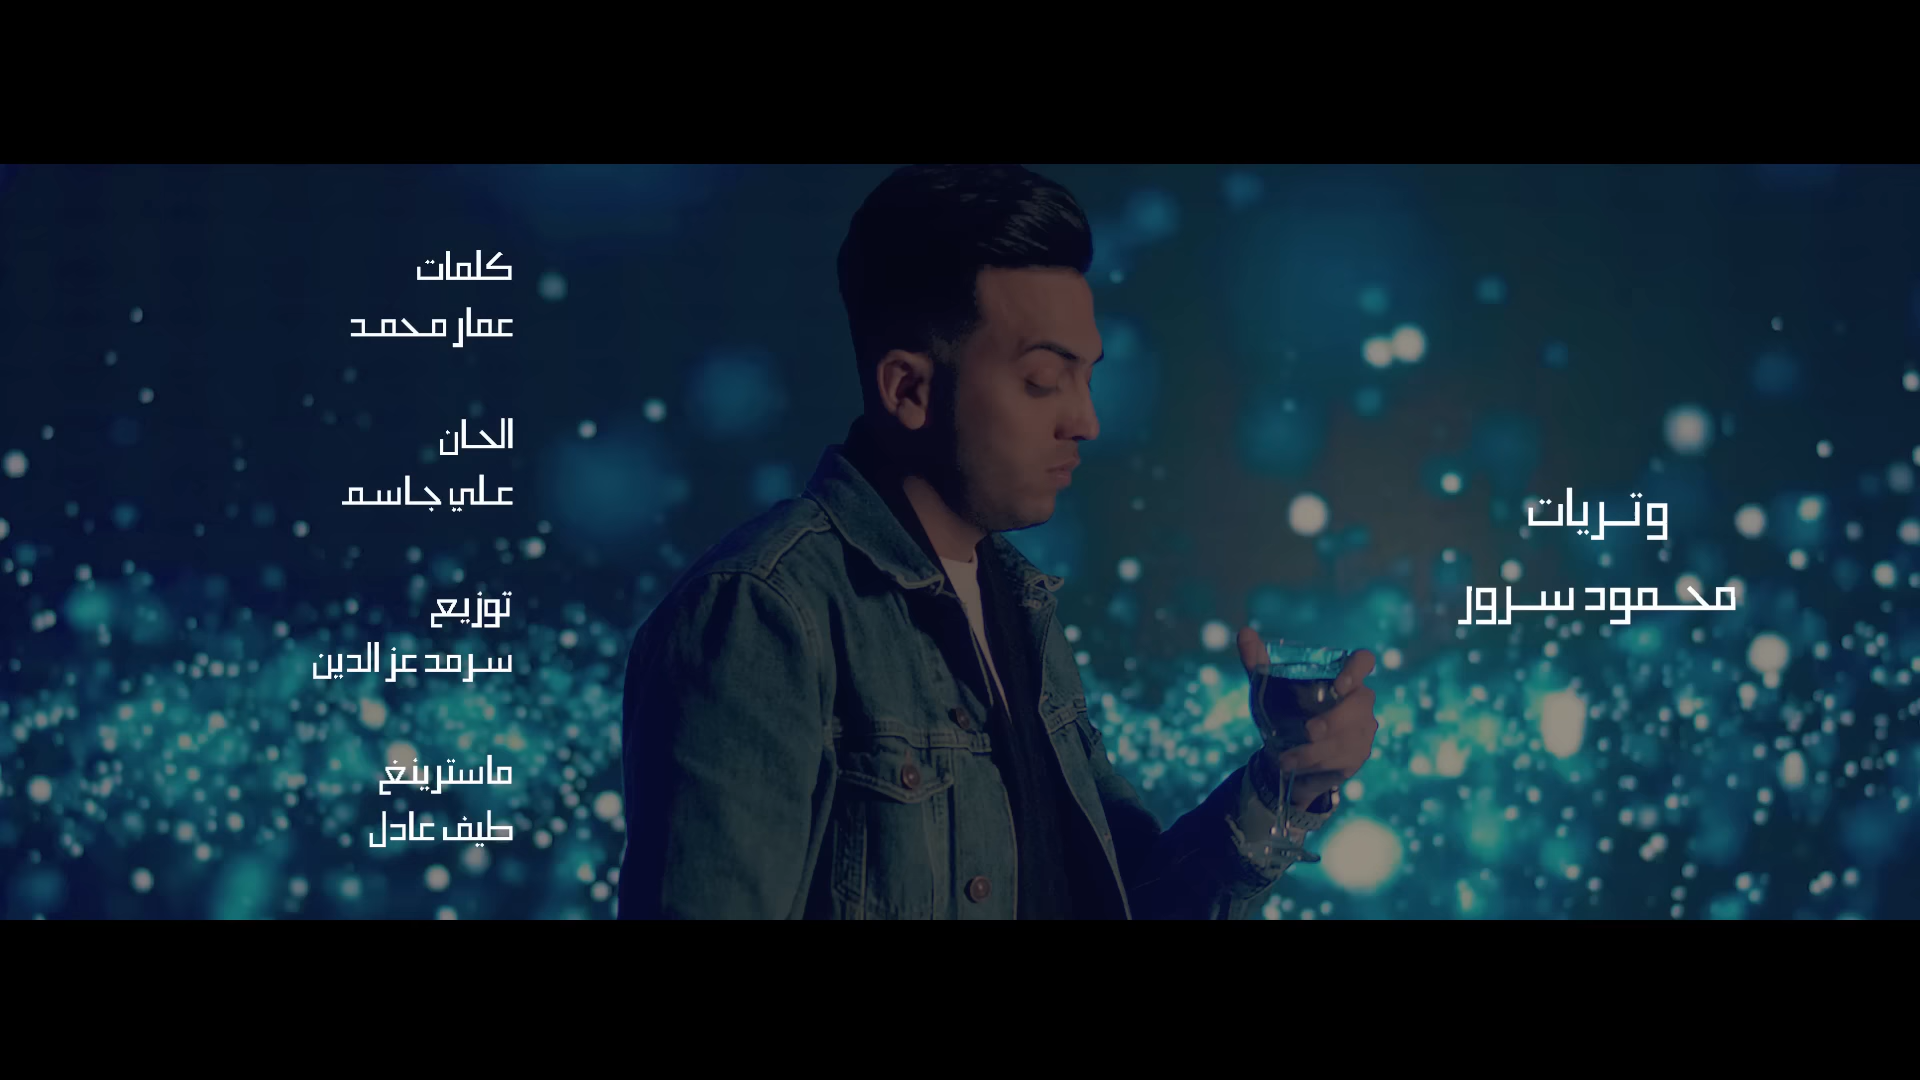 كلمات
عمار محمد
الحان
علي جاسم
توزيع
سرمد عز الدين
ماسترينغ
طيف عادل
وتريات
محمود سرور